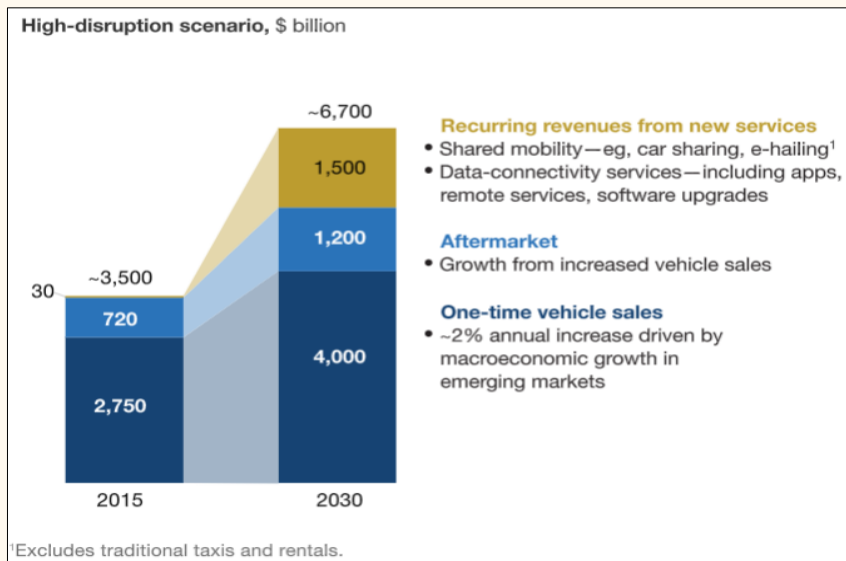 High-disruption scenario, $ billion
~6,700
1,500
1,200
4,000
~3,500
30
720
2,750
2015
2030
Recurring revenues from new services
• Shared mobility—eg, car sharing, e-hailing¹
• Data-connectivity services—including apps,
remote services, software upgrades
Aftermarket
• Growth from increased vehicle sales
One-time vehicle sales
• ~2% annual increase driven by
macroeconomic growth in
emerging markets
¹Excludes traditional taxis and rentals.